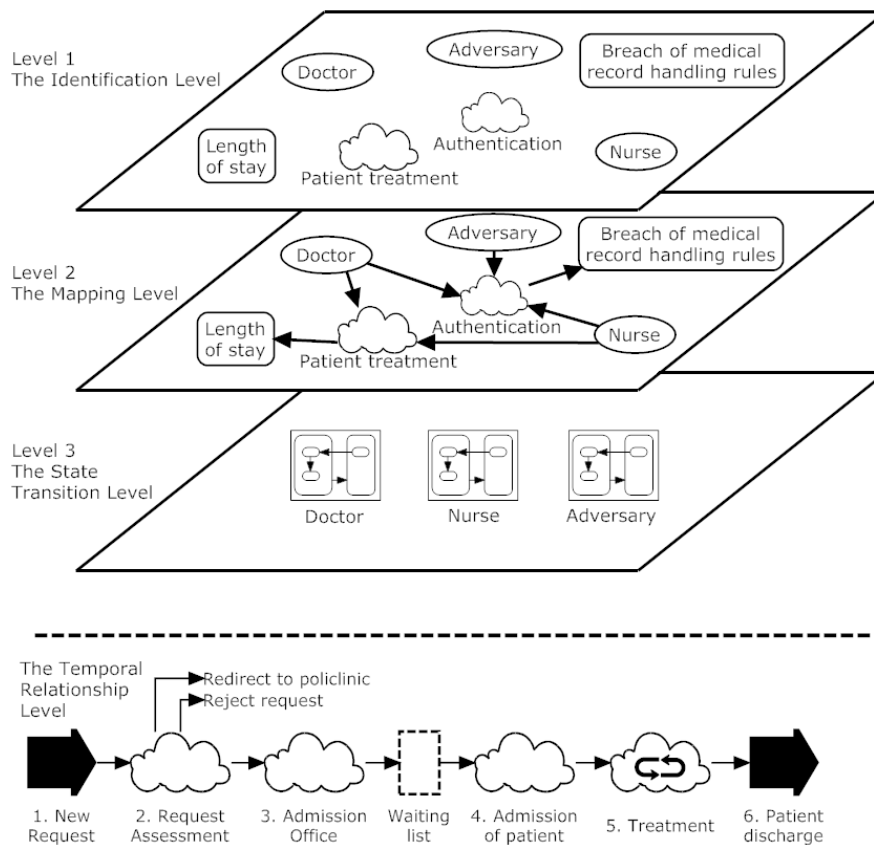 Level 1
The Identification Level
Doctor
Adversary
Breach of medical
record handling rules
Length
of stay
Patient treatment
Authentication
Nurse
Level 2
The Mapping Level
Doctor
Adversary
Breach of medical
record handling rules
Length
of stay
Patient treatment
Authentication
Nurse
Level 3
The State
Transition Level
Doctor
Nurse
Adversary
The Temporal
Relationship
Level
Redirect to policlinic
Reject request
1. New
Request
2. Request
Assessment
3. Admission
Office
Waiting
list
4. Admission
of patient
5. Treatment
6. Patient
discharge